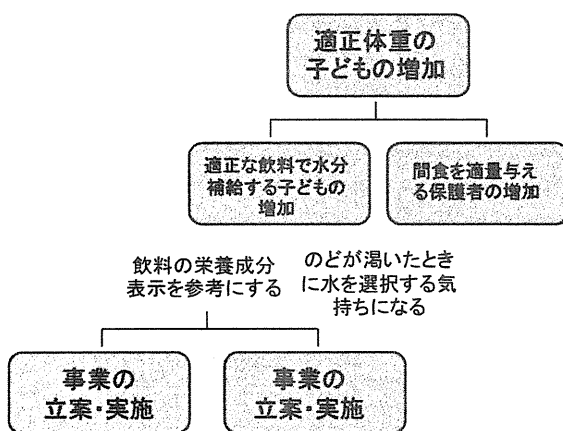 適正体重の
子どもの増加
適正な飲料で水分
補給する子どもの
増加
間食を適量与え
る保護者の増加
飲料の栄養成分
表示を参考にする
のどが渇いたとき
に水を選択する気
持ちになる
事業の
立案・実施
事業の
立案・実施